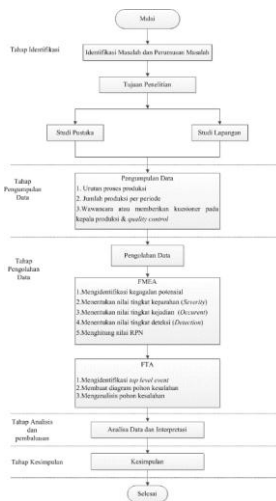 Mulai
Tahap Identifikasi
Identifikasi Masalah dan Perumusan Masalah
Tujuan Penelitian
Studi Pustaka
Studi Lapangan
Tahap
Pengumpulan
Data
Pengumpulan Data
1. Urutan proses produksi
2. Jumlah produksi per periode
3. Wawancara atau memberikan kuesioner pada
kepala produksi & quality control
Tahap
Pengolahan
Data
Pengolahan Data
FMEA
1.Mengidentifikasi kegagalan potensial
2.Menentukan nilai tingkat keparahan (Severity)
3.Menentukan nilai tingkat kejadian (Occurent)
4.Menentukan nilai tingkat deteksi (Detection)
5.Menghitung nilai RPN
FTA
1.Mengidentifikasi top level event
2.Membuat diagram pohon kesalahan
3.Menganalisis pohon kesalahan
Tahap Analisis
dan
pembahasan
Analisa Data dan Interpretasi
Tahap Kesimpulan
Kesimpulan
Selesai